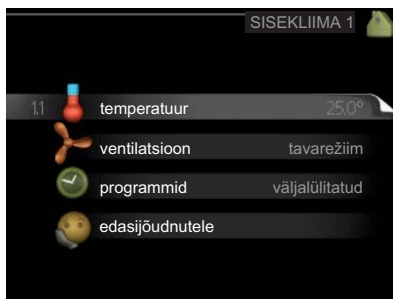 SISEKLIIMA 1
1.1 temperatuur 25.0°
ventilatsioon tavarežiim
programmid väljalülitatud
edasijõudnutele